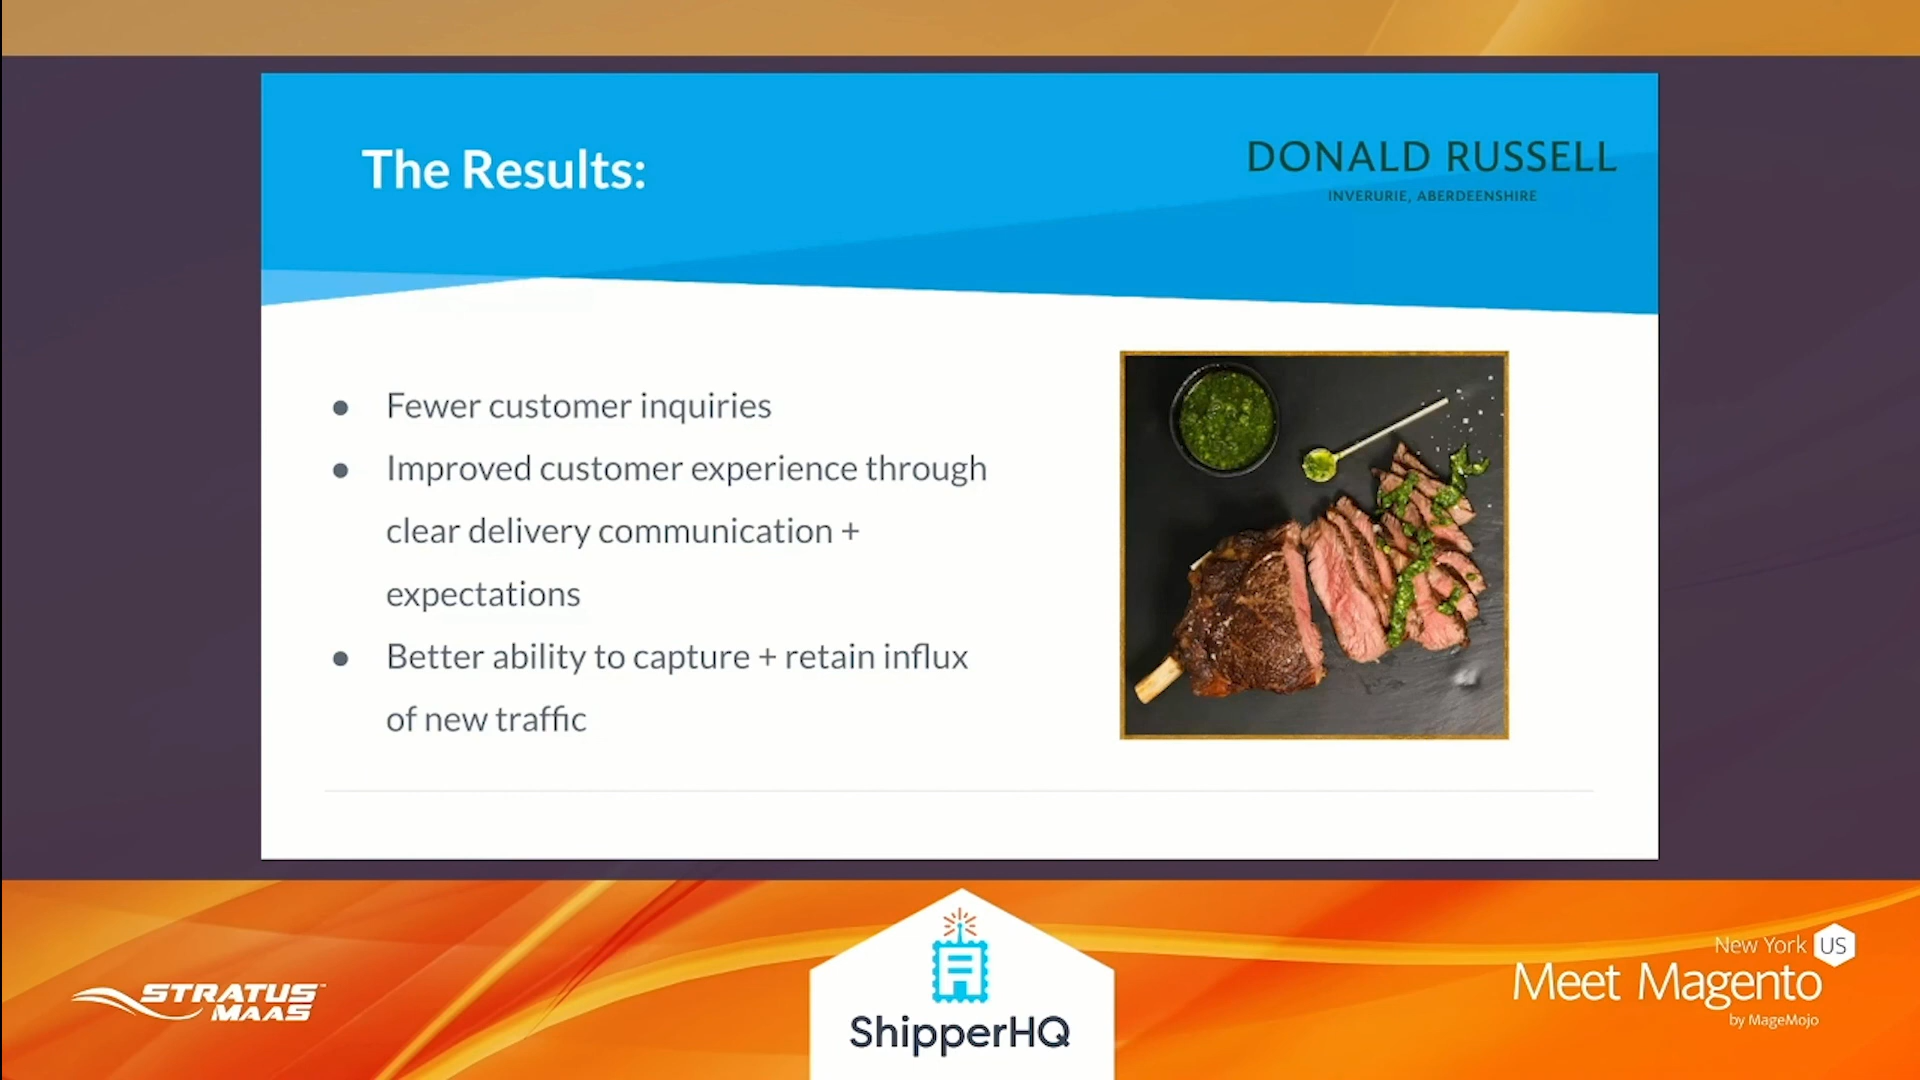 The Results:
DONALD RUSSELL
INVERURIE, ABERDEENSHIRE
● Fewer customer inquiries
● Improved customer experience through
clear delivery communication +
expectations
● Better ability to capture + retain influx
of new traffic
STRATUS™
MAAS
ShipperHQ
New York US
Meet Magento
by MageMojo